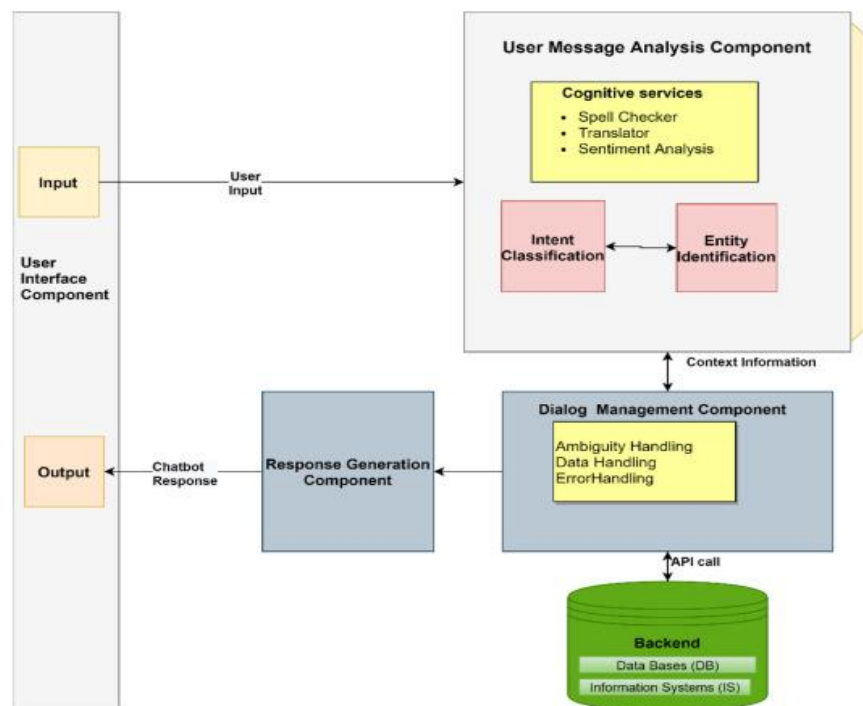 User Message Analysis Component
Cognitive services
• Spell Checker
• Translator
• Sentiment Analysis
Input
User
Input
Intent
Classification
Entity
Identification
User
Interface
Component
Context Information
Dialog Management Component
Ambiguity Handling
Data Handling
ErrorHandling
Response Generation
Component
Chatbot
Response
Output
API call
Backend
Data Bases (DB)
Information Systems (IS)